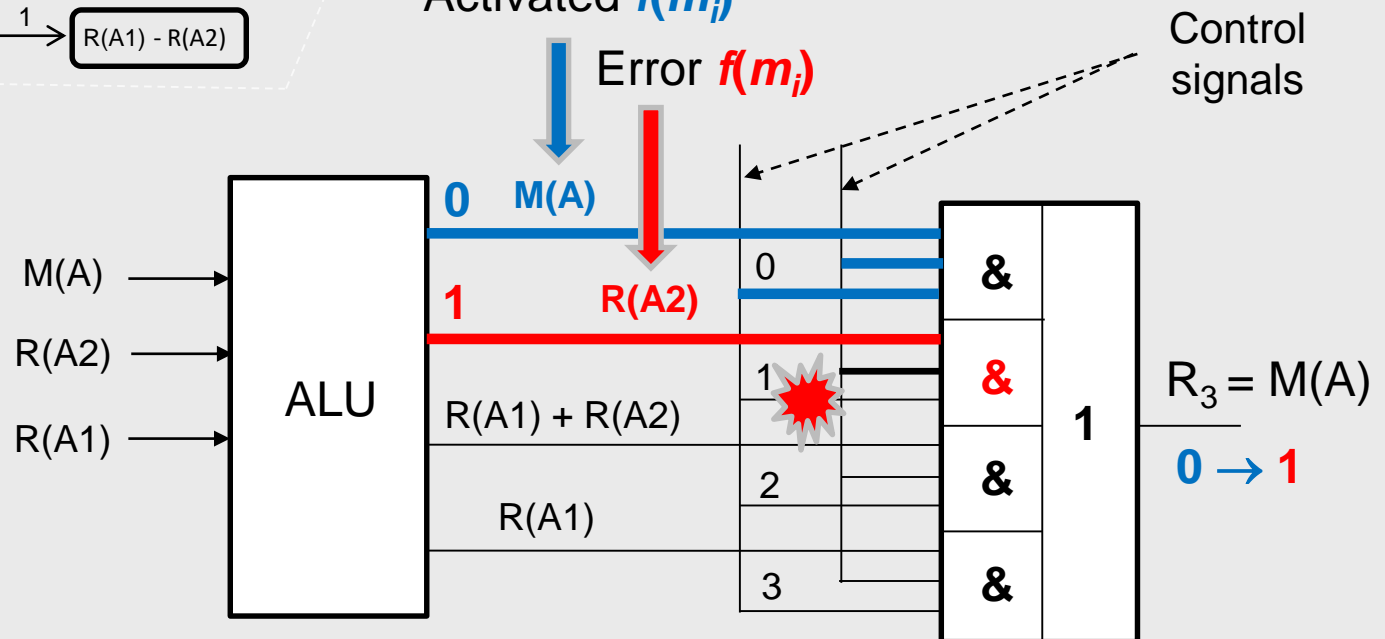 Activated f(mi)
1
R(A1) - R(A2)
Control
signals
Error f(mi)
0 M(A)
M(A)
0
&
1 R(A2)
R(A2)
ALU
1
&
R(A1) + R(A2)
R3 = M(A)
1
R(A1)
0 → 1
2
&
R(A1)
3
&